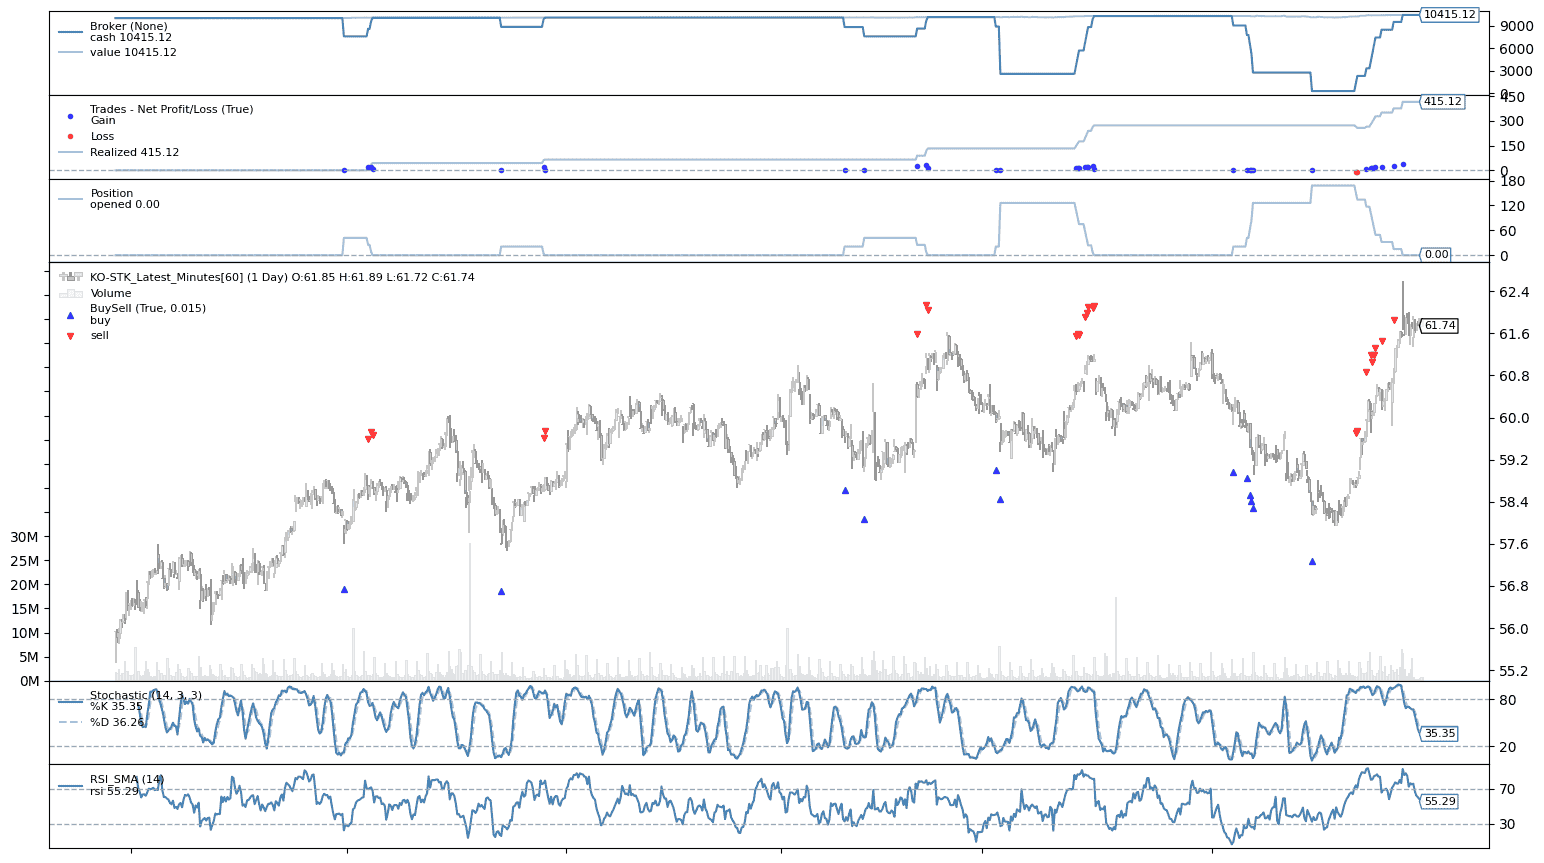 Broker (None)
cash 10415.12
value 10415.12
10415.12
9000
6000
3000
0
Trades - Net Profit/Loss (True)
Gain
Loss
Realized 415.12
450
415.12
300
150
0
Position
opened 0.00
180
120
60
0
0.00
KO-STK_Latest_Minutes[60] (1 Day) O:61.85 H:61.89 L:61.72 C:61.74
Volume
BuySell (True, 0.015)
buy
sell
62.4
61.74
61.6
60.8
60.0
59.2
58.4
57.6
56.8
56.0
55.2
30M
25M
20M
15M
10M
5M
0M
Stochastic (14, 3, 3)
%K 35.35
%D 36.26
80
35.35
20
RSI_SMA (14)
rsi 55.29
70
55.29
30